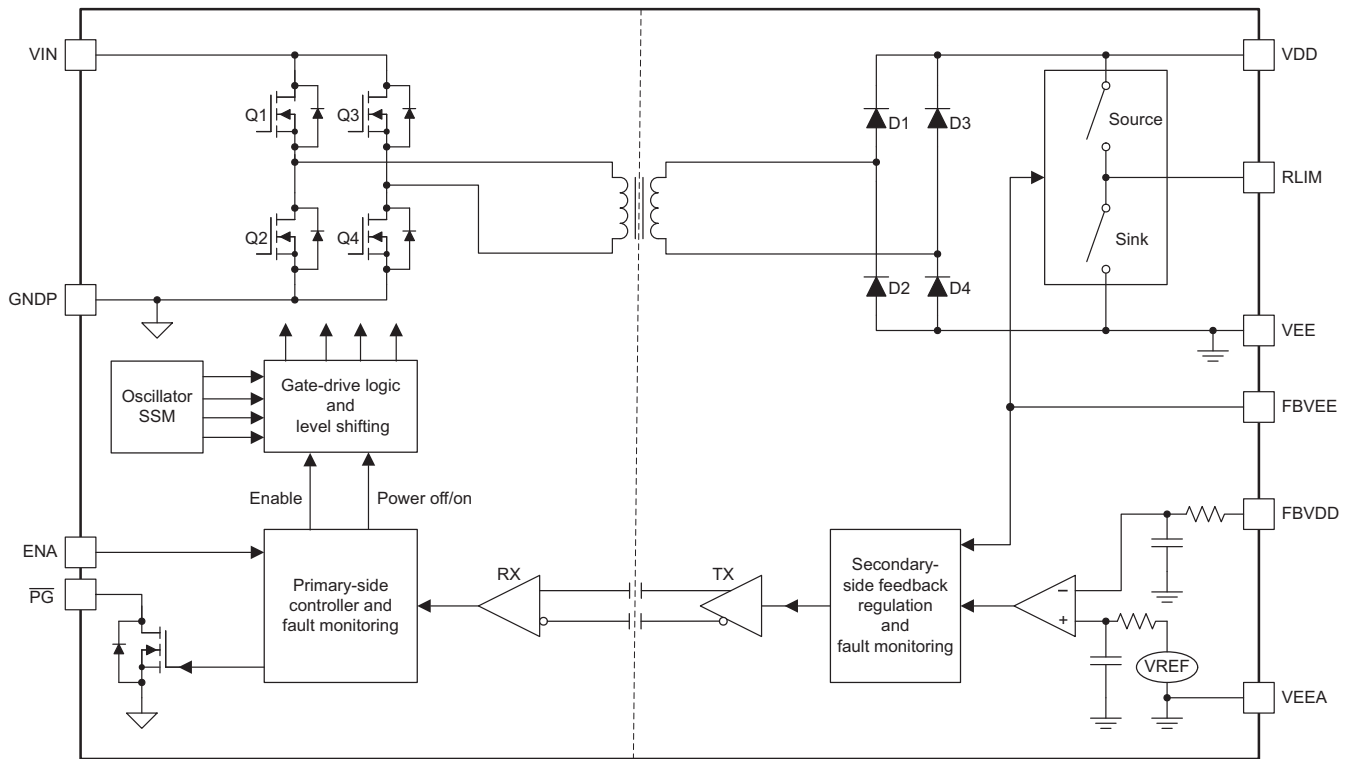 VIN
VDD
Q1
Q3
D1
D3
Source
RLIM
Q2
Q4
Sink
D2
D4
GNDP
VEE
Oscillator
SSM
Gate-drive logic
and
level shifting
FBVEE
Enable
Power off/on
FBVDD
ENA
PG
Primary-side
controller and
fault monitoring
RX
TX
Secondary-
side feedback
regulation
and
fault monitoring
–
+
VREF
VEEA